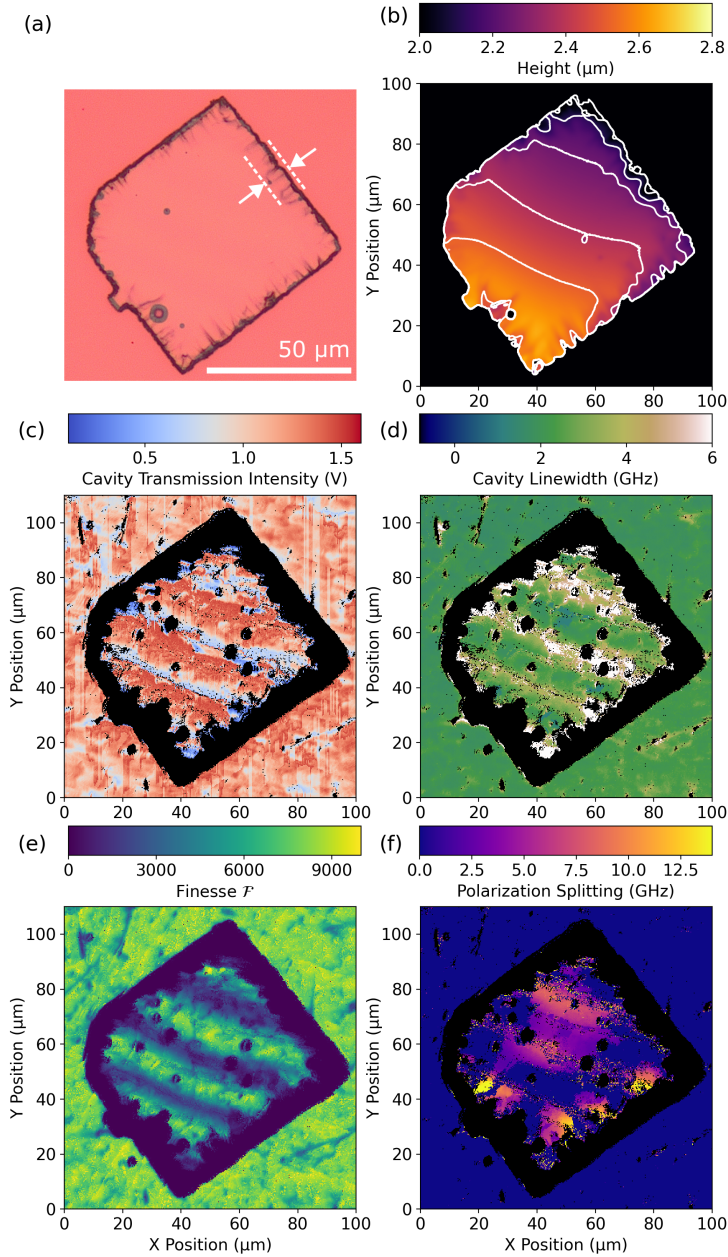 (a)
50 μm
(b)
2.0 2.2 2.4 2.6 2.8
Height (μm)
100
80
60
40
20
0
Y Position (μm)
0 20 40 60 80 100
(c)
0.5 1.0 1.5
Cavity Transmission Intensity (V)
100
80
60
40
20
0
Y Position (μm)
0 20 40 60 80 100
(d)
0 2 4 6
Cavity Linewidth (GHz)
100
80
60
40
20
0
Y Position (μm)
0 20 40 60 80 100
(e)
0 3000 6000 9000
Finesse ℱ
100
80
60
40
20
0
Y Position (μm)
0 20 40 60 80 100
X Position (μm)
(f)
0.0 2.5 5.0 7.5 10.0 12.5
Polarization Splitting (GHz)
100
80
60
40
20
0
Y Position (μm)
0 20 40 60 80 100
X Position (μm)